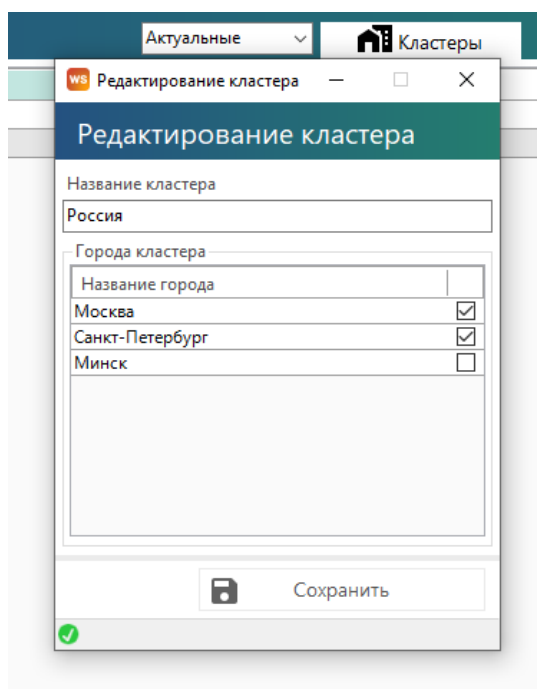 Актуальные
Кластеры
WS Редактирование кластера
Редактирование кластера
Название кластера
Россия
Города кластера
Название города
Москва
Санкт-Петербург
Минск
Сохранить